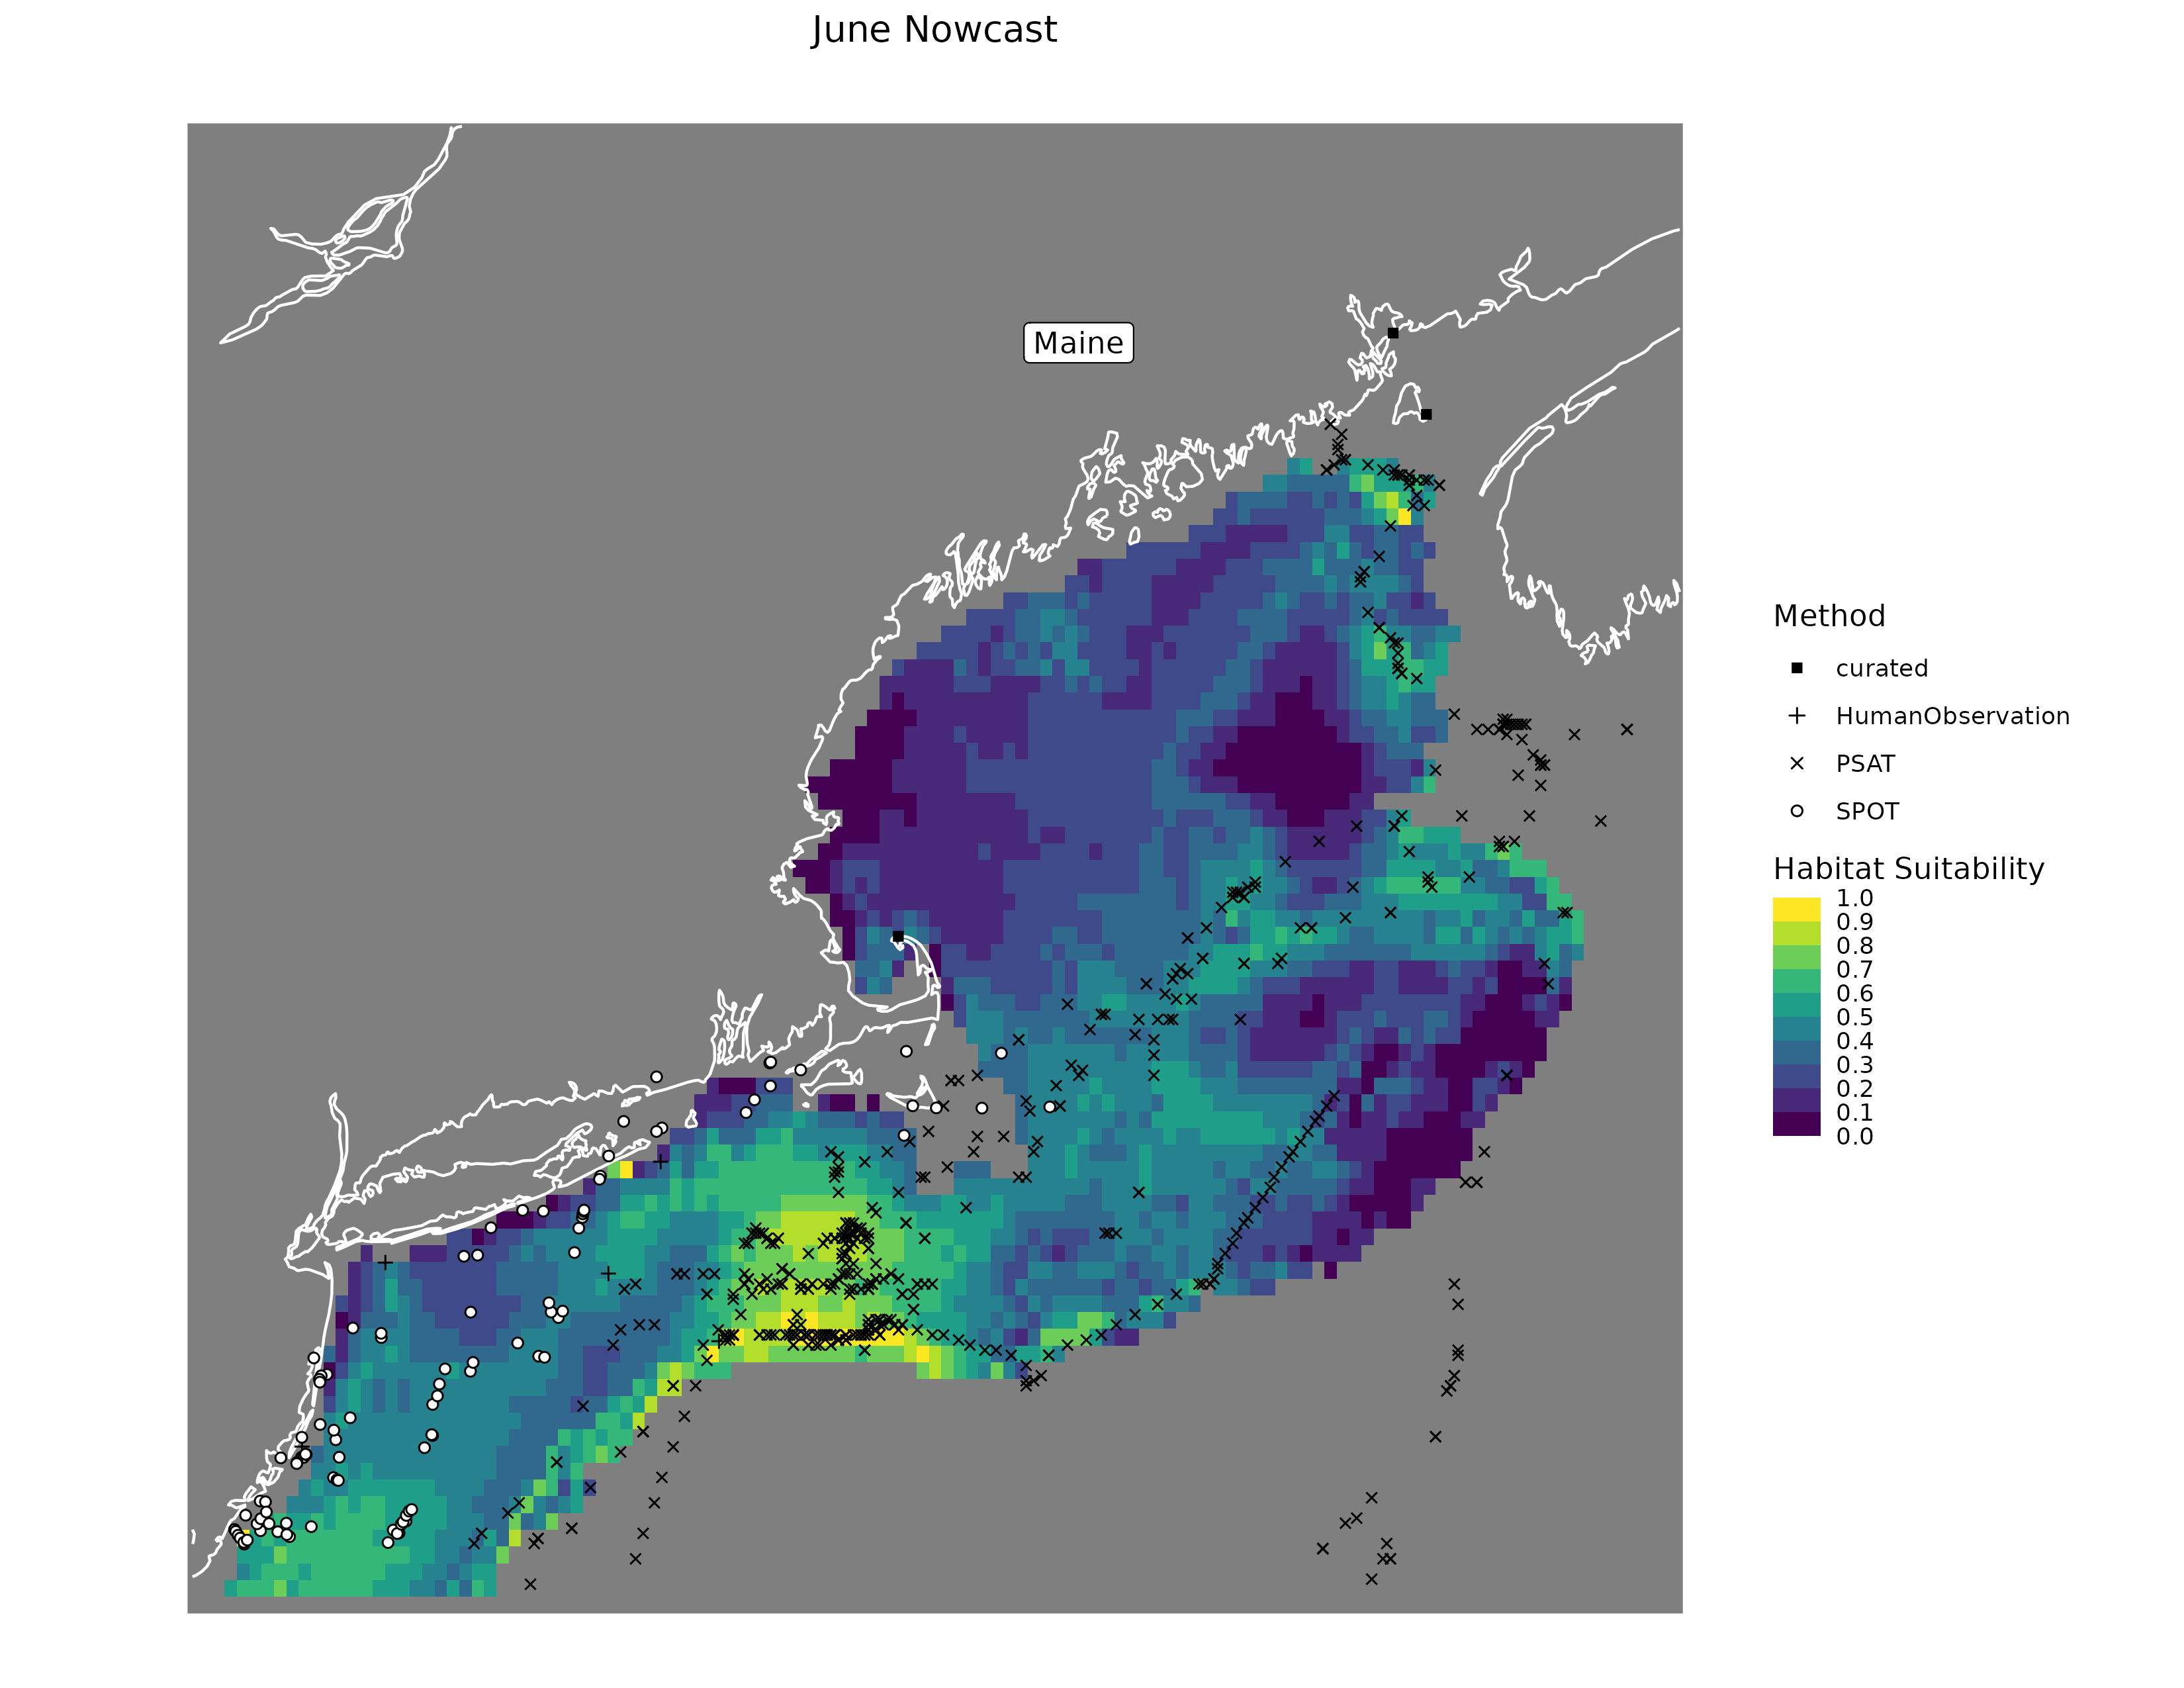 June Nowcast
Maine
Method
curated
HumanObservation
PSAT
SPOT
Habitat Suitability
1.0
0.9
0.8
0.7
0.6
0.5
0.4
0.3
0.2
0.1
0.0